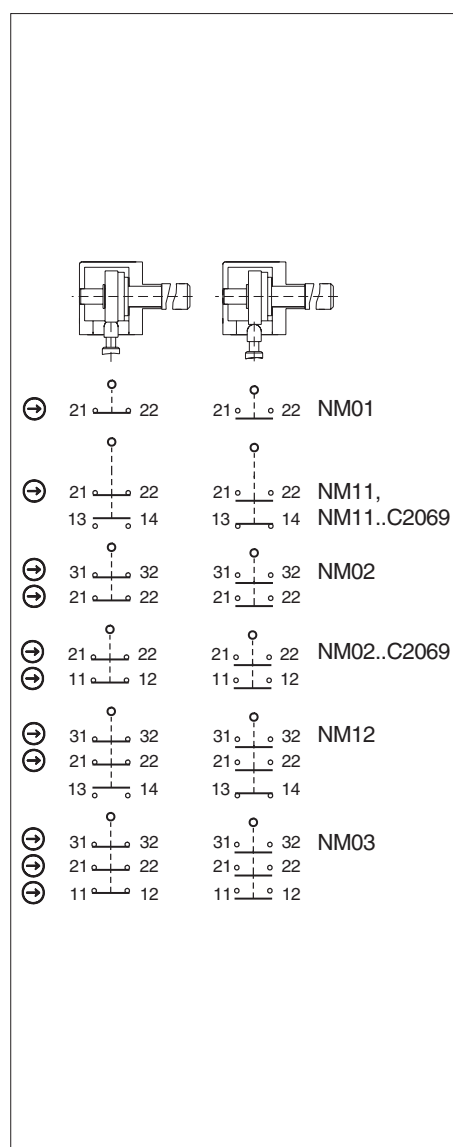 21 22 21 22 NM01
21 22 21 22 NM11,
13 14 13 14 NM11..C2069
31 32 31 32 NM02
21 22 21 22
21 22 21 22 NM02..C2069
11 12 11 12
31 32 31 32 NM12
21 22 21 22
13 14 13 14
31 32 31 32 NM03
21 22 21 22
11 12 11 12